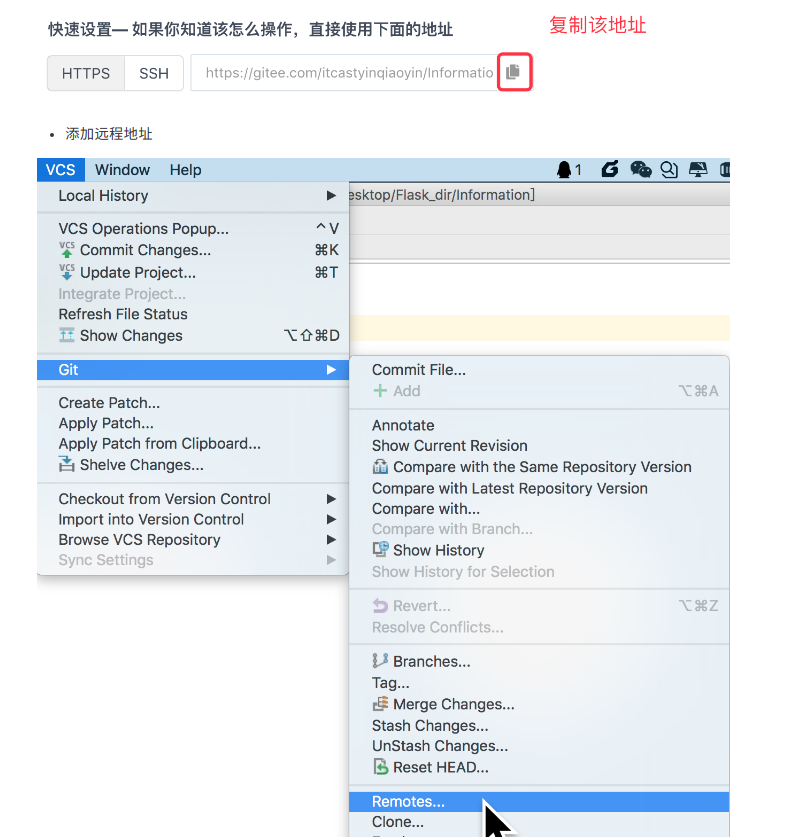 快速设置— 如果你知道该怎么操作，直接使用下面的地址
复制该地址
HTTPS SSH https://gitee.com/itcastyinqiaoyin/Informatio
• 添加远程地址
VCS Window Help 1
Local History ▶
esktop/Flask_dir/Information]
VCS Operations Popup... ^V
Commit Changes... ⌘K
Update Project... ⌘T
Integrate Project...
Refresh File Status
Show Changes ⌥⇧⌘D
Git ▶
Create Patch...
Apply Patch...
Apply Patch from Clipboard...
Shelve Changes...
Checkout from Version Control ▶
Import into Version Control ▶
Browse VCS Repository ▶
Sync Settings ▶
Commit File...
Add ⌥⌘A
Annotate
Show Current Revision
Compare with the Same Repository Version
Compare with Latest Repository Version
Compare with...
Compare with Branch...
Show History
Show History for Selection
Revert... ⌥⌘Z
Resolve Conflicts...
Branches...
Tag...
Merge Changes...
Stash Changes...
UnStash Changes...
Reset HEAD...
Remotes...
Clone...